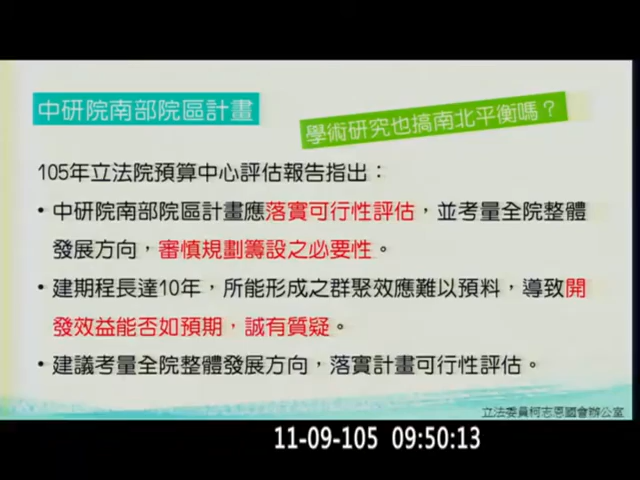 中研院南部院區計畫
學術研究也搞南北平衡嗎？
105年立法院預算中心評估報告指出：
• 中研院南部院區計畫應落實可行性評估，並考量全院整體
發展方向，審慎規劃籌設之必要性。
• 建期程長達10年，所能形成之群聚效應難以預料，導致開
發效益能否如預期，誠有質疑。
• 建議考量全院整體發展方向，落實計畫可行性評估。
立法委員柯志恩國會辦公室
11-09-105 09:50:13